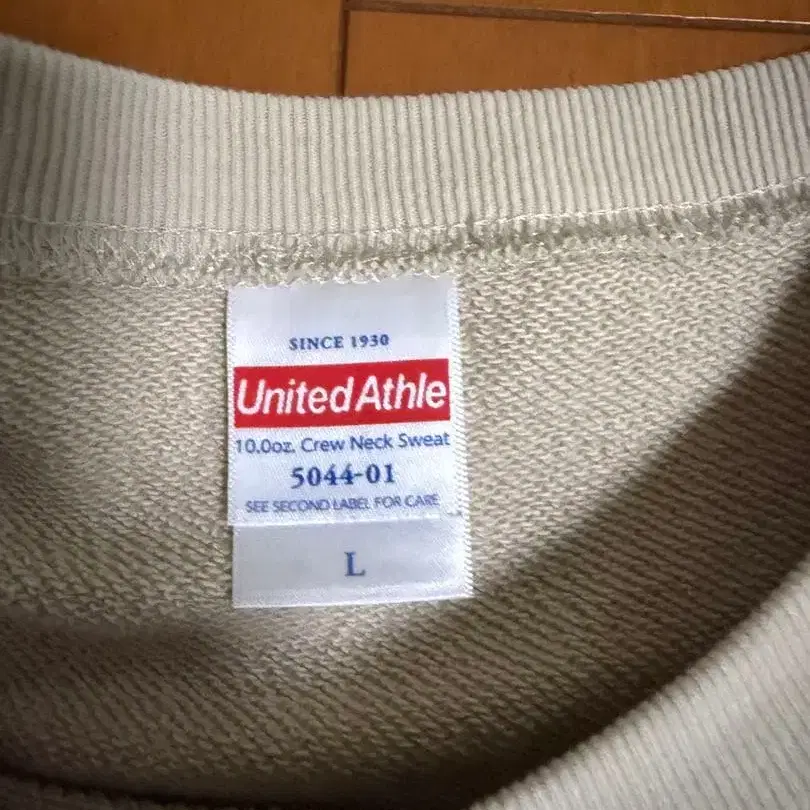 SINCE 1930
United Athle
10.0oz. Crew Neck Sweat
5044-01
SEE SECOND LABEL FOR CARE
L